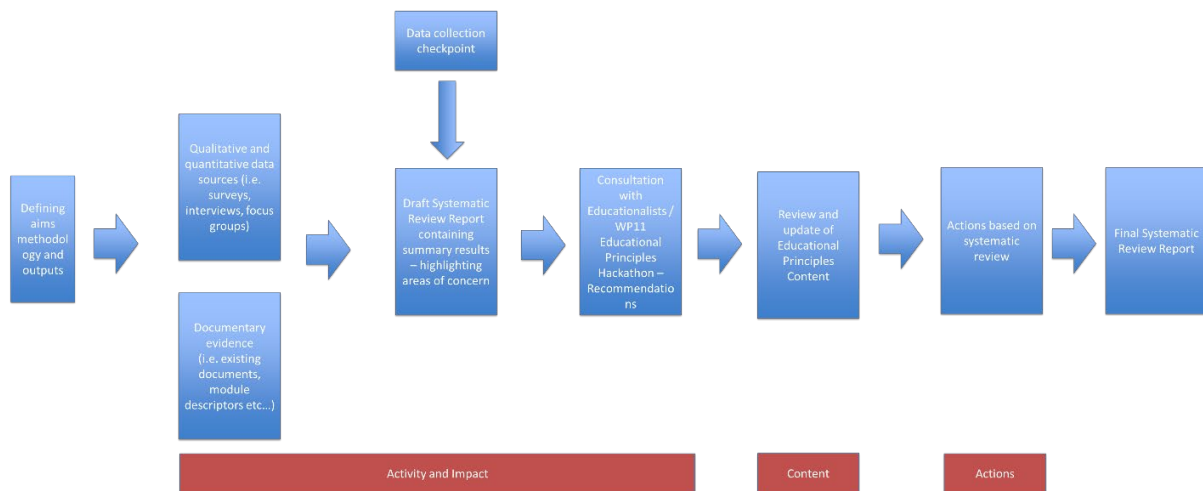 Data collection
checkpoint
Defining
aims
methodol
ogy and
outputs
Qualitative and
quantitative data
sources (i.e.
surveys,
interviews, focus
groups)
Documentary
evidence
(i.e. existing
documents,
module
descriptors etc...)
Draft Systematic
Review Report
containing
summary results
– highlighting
areas of concern
Consultation
with
Educationalists /
WP11
Educational
Principles
Hackathon –
Recommendatio
ns
Review and
update of
Educational
Principles
Content
Actions based on
systematic
review
Final Systematic
Review Report
Activity and Impact
Content
Actions